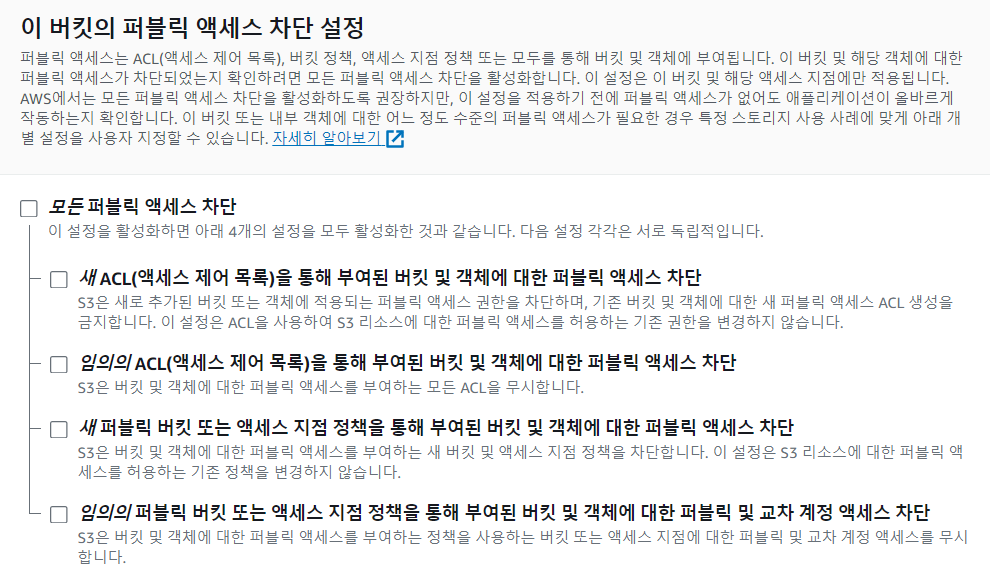 이 버킷의 퍼블릭 액세스 차단 설정
퍼블릭 액세스는 ACL(액세스 제어 목록), 버킷 정책, 액세스 지점 정책 또는 모두를 통해 버킷 및 객체에 부여됩니다. 이 버킷 및 해당 객체에 대한
퍼블릭 액세스가 차단되었는지 확인하려면 모든 퍼블릭 액세스 차단을 활성화합니다. 이 설정은 이 버킷 및 해당 액세스 지점에만 적용됩니다.
AWS에서는 모든 퍼블릭 액세스 차단을 활성화하도록 권장하지만, 이 설정을 적용하기 전에 퍼블릭 액세스가 없어도 애플리케이션이 올바르게
작동하는지 확인합니다. 이 버킷 또는 내부 객체에 대한 어느 정도 수준의 퍼블릭 액세스가 필요한 경우 특정 스토리지 사용 사례에 맞게 아래 개
별 설정을 사용자 지정할 수 있습니다. 자세히 알아보기
모든 퍼블릭 액세스 차단
이 설정을 활성화하면 아래 4개의 설정을 모두 활성화한 것과 같습니다. 다음 설정 각각은 서로 독립적입니다.
새 ACL(액세스 제어 목록)을 통해 부여된 버킷 및 객체에 대한 퍼블릭 액세스 차단
S3은 새로 추가된 버킷 또는 객체에 적용되는 퍼블릭 액세스 권한을 차단하며, 기존 버킷 및 객체에 대한 새 퍼블릭 액세스 ACL 생성을
금지합니다. 이 설정은 ACL을 사용하여 S3 리소스에 대한 퍼블릭 액세스를 허용하는 기존 권한을 변경하지 않습니다.
임의의 ACL(액세스 제어 목록)을 통해 부여된 버킷 및 객체에 대한 퍼블릭 액세스 차단
S3은 버킷 및 객체에 대한 퍼블릭 액세스를 부여하는 모든 ACL을 무시합니다.
새 퍼블릭 버킷 또는 액세스 지점 정책을 통해 부여된 버킷 및 객체에 대한 퍼블릭 액세스 차단
S3은 버킷 및 객체에 대한 퍼블릭 액세스를 부여하는 새 버킷 및 액세스 지점 정책을 차단합니다. 이 설정은 S3 리소스에 대한 퍼블릭 액
세스를 허용하는 기존 정책을 변경하지 않습니다.
임의의 퍼블릭 버킷 또는 액세스 지점 정책을 통해 부여된 버킷 및 객체에 대한 퍼블릭 및 교차 계정 액세스 차단
S3은 버킷 및 객체에 대한 퍼블릭 액세스를 부여하는 정책을 사용하는 버킷 또는 액세스 지점에 대한 퍼블릭 및 교차 계정 액세스를 무시
합니다.